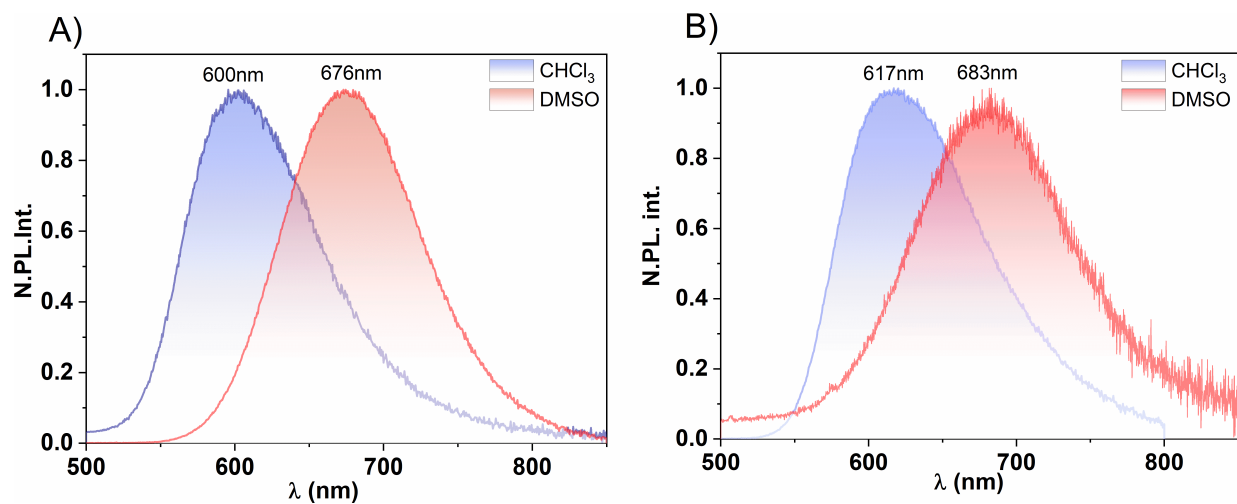 A)
600nm 676nm
CHCl₃
DMSO
1.0
0.8
0.6
0.4
0.2
0.0
N.PL.Int.
500 600 700 800
λ (nm)
B)
617nm 683nm
CHCl₃
DMSO
1.0
0.8
0.6
0.4
0.2
0.0
N.PL. int.
500 600 700 800
λ (nm)